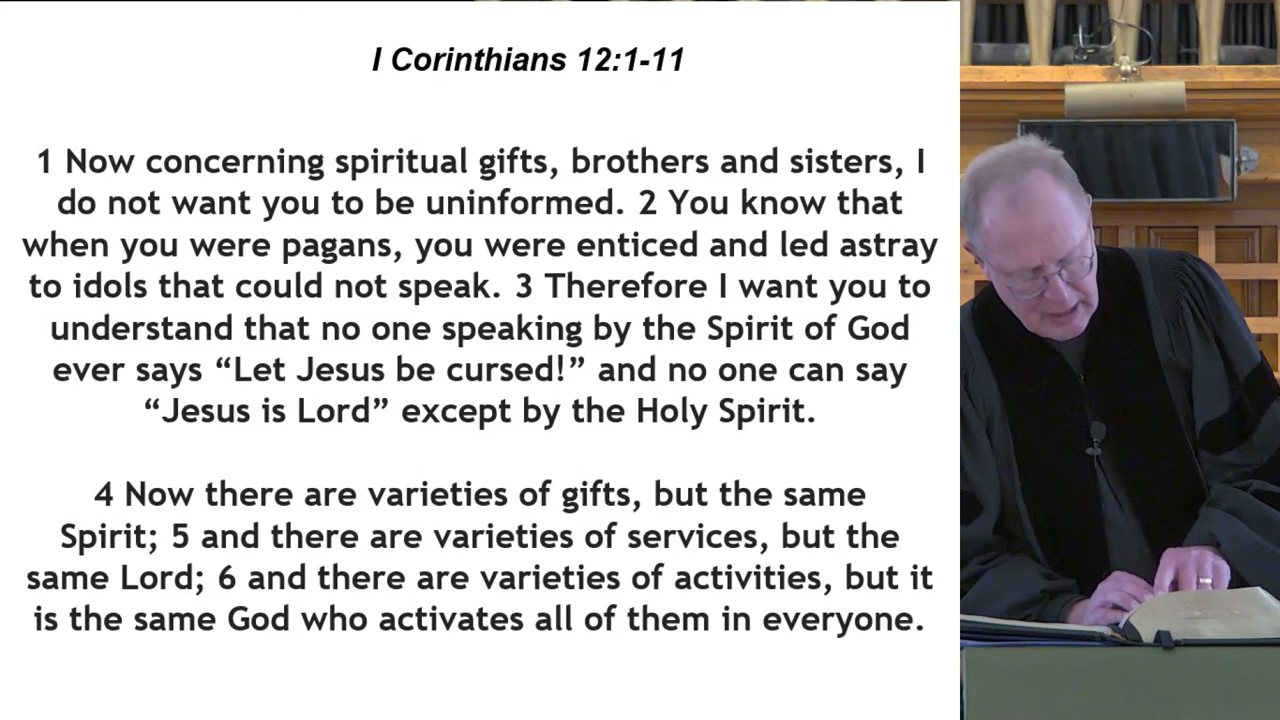 I Corinthians 12:1-11
1 Now concerning spiritual gifts, brothers and sisters, I
do not want you to be uninformed. 2 You know that
when you were pagans, you were enticed and led astray
to idols that could not speak. 3 Therefore I want you to
understand that no one speaking by the Spirit of God
ever says “Let Jesus be cursed!” and no one can say
“Jesus is Lord” except by the Holy Spirit.
4 Now there are varieties of gifts, but the same
Spirit; 5 and there are varieties of services, but the
same Lord; 6 and there are varieties of activities, but it
is the same God who activates all of them in everyone.